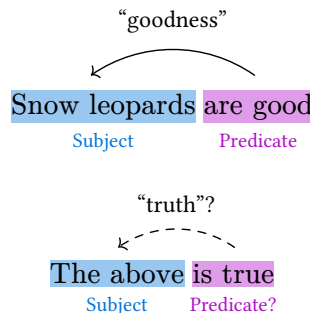 “goodness”
Snow leopards are good
Subject Predicate
“truth”?
The above is true
Subject Predicate?